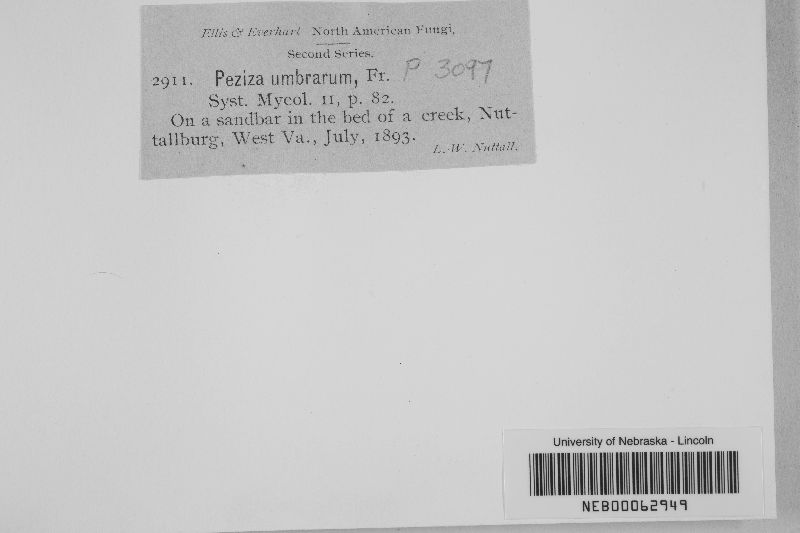 Ellis & Everhart North American Fungi.
Second Series.
2911. Peziza umbrarum, Fr. P 3097
Syst. Mycol. II, p. 82.
On a sandbar in the bed of a creek, Nut-
tallburg, West Va., July, 1893.
L. W. Nuttall.
University of Nebraska - Lincoln
NEB00062949